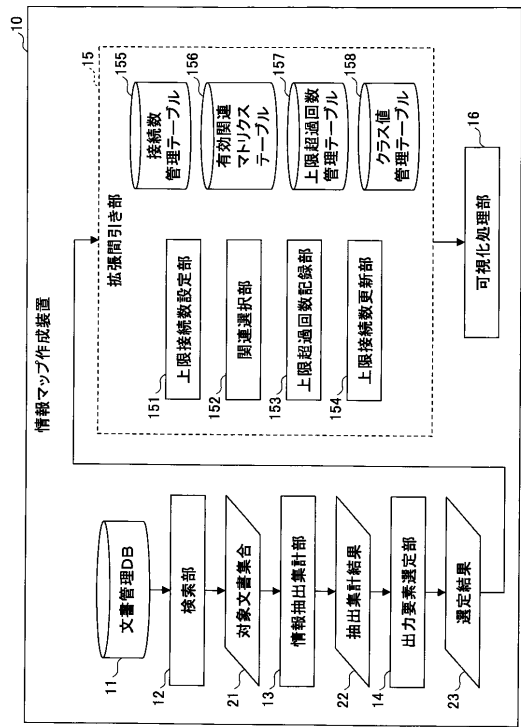 情報マップ作成装置
10
文書管理DB
11
検索部
12
対象文書集合
21
情報抽出集計部
13
抽出集計結果
22
出力要素選定部
14
選定結果
23
拡張間引き部
15
151
上限接続数設定部
152
関連選択部
153
上限超過回数記録部
154
上限接続数更新部
接続数
管理テーブル
155
有効関連
マトリクス
テーブル
156
上限超過回数
管理テーブル
157
クラス値
管理テーブル
158
可視化処理部
16